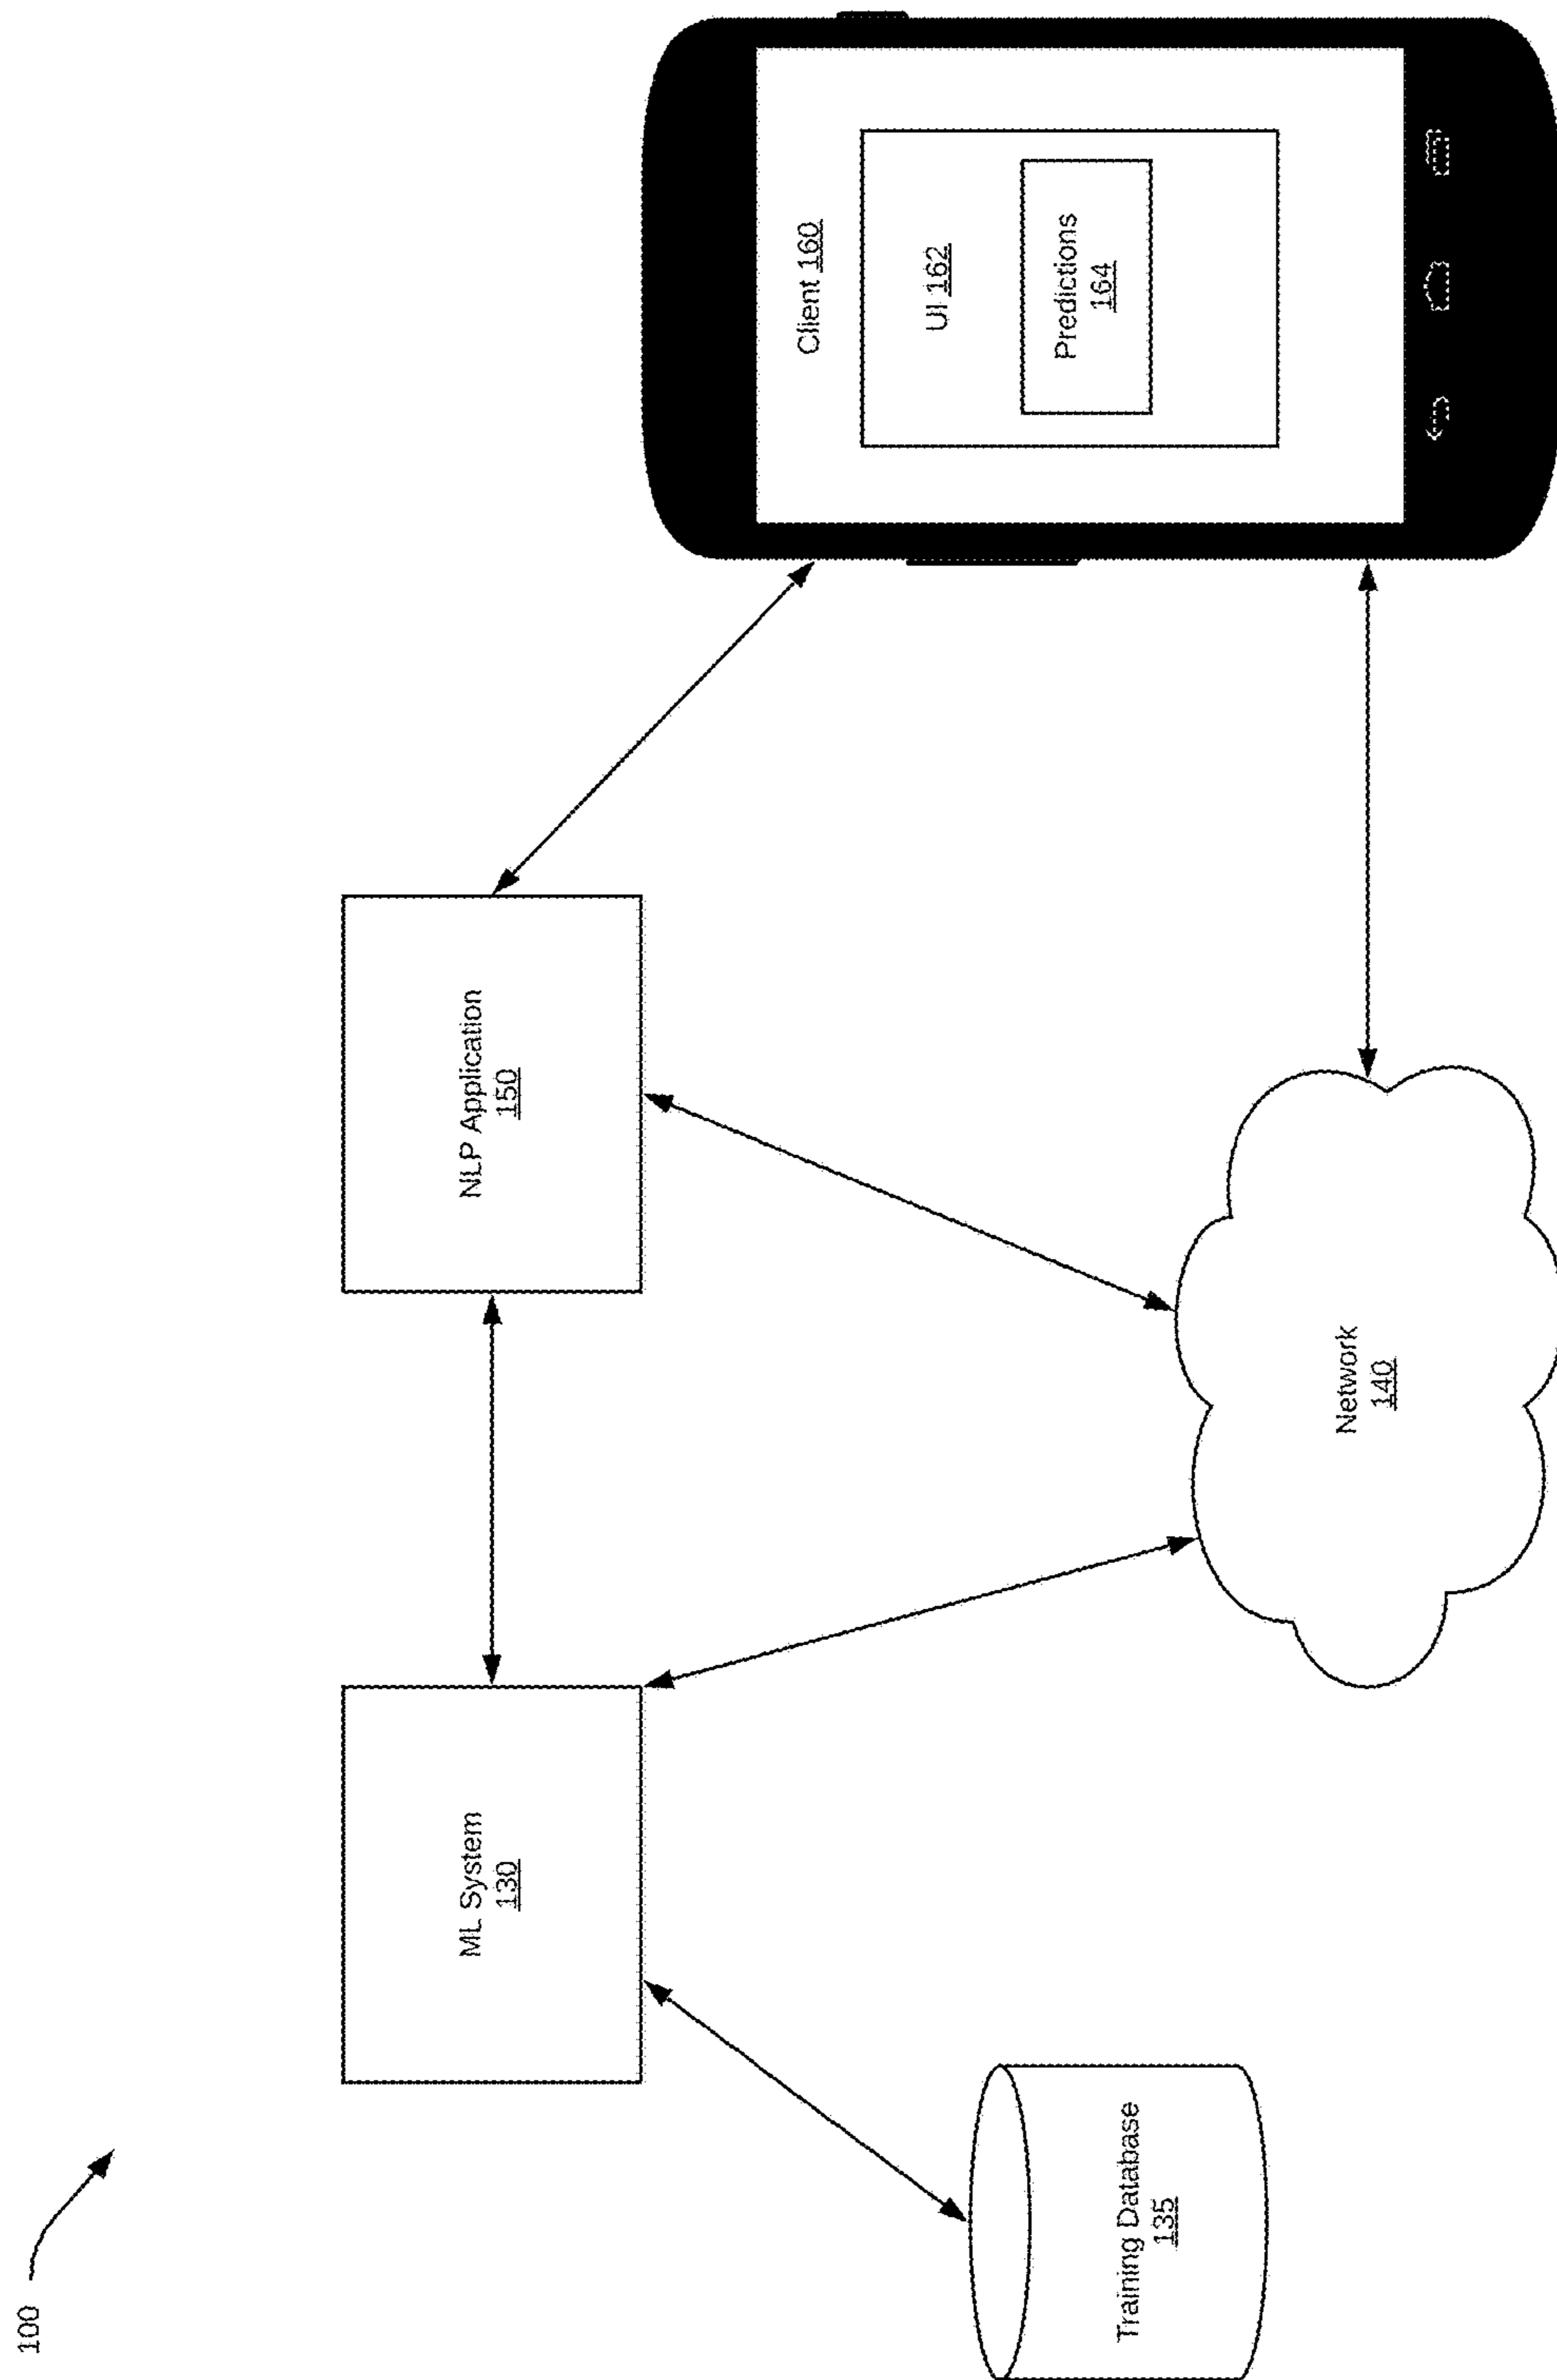 100
ML System
130
NLP Application
150
Client 160
UI 162
Predictions
164
Training Database
135
Network
140